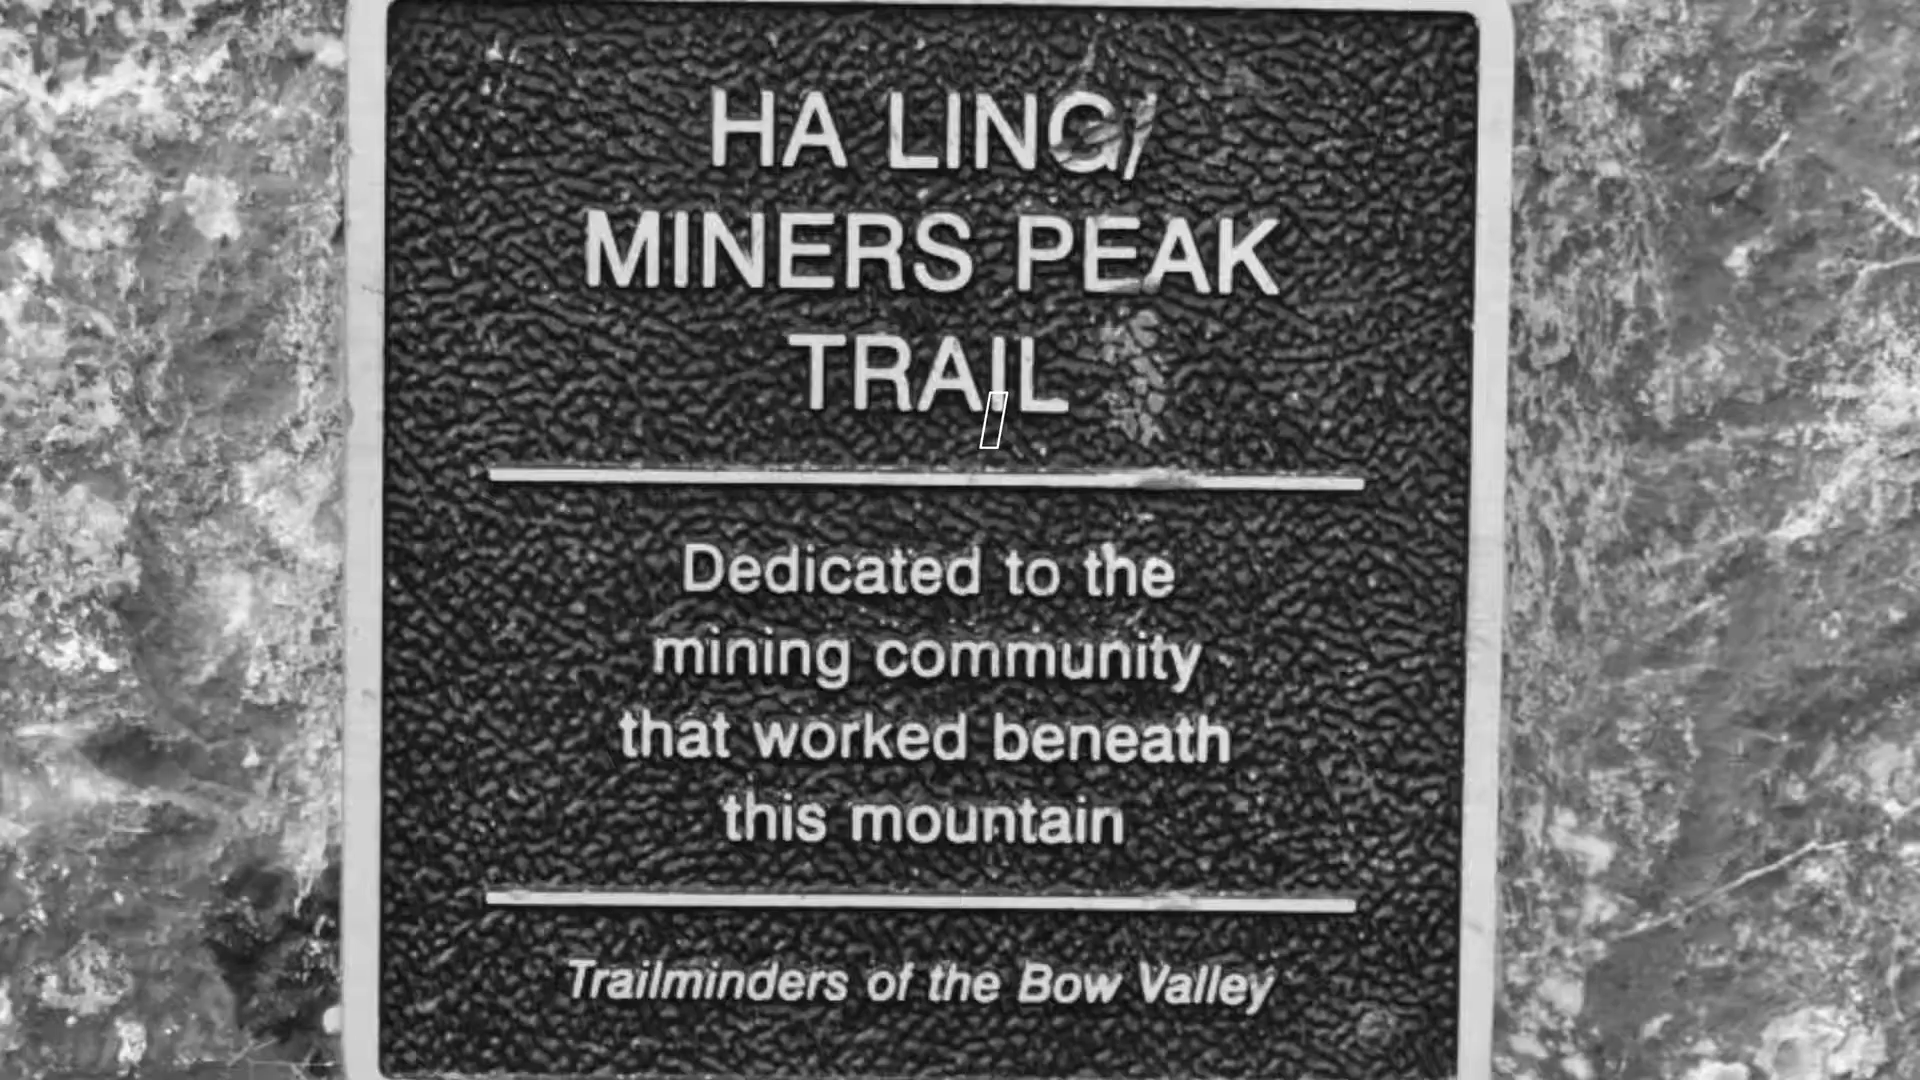 HA LING/
MINERS PEAK
TRAIL
Dedicated to the
mining community
that worked beneath
this mountain
Trailminders of the Bow Valley